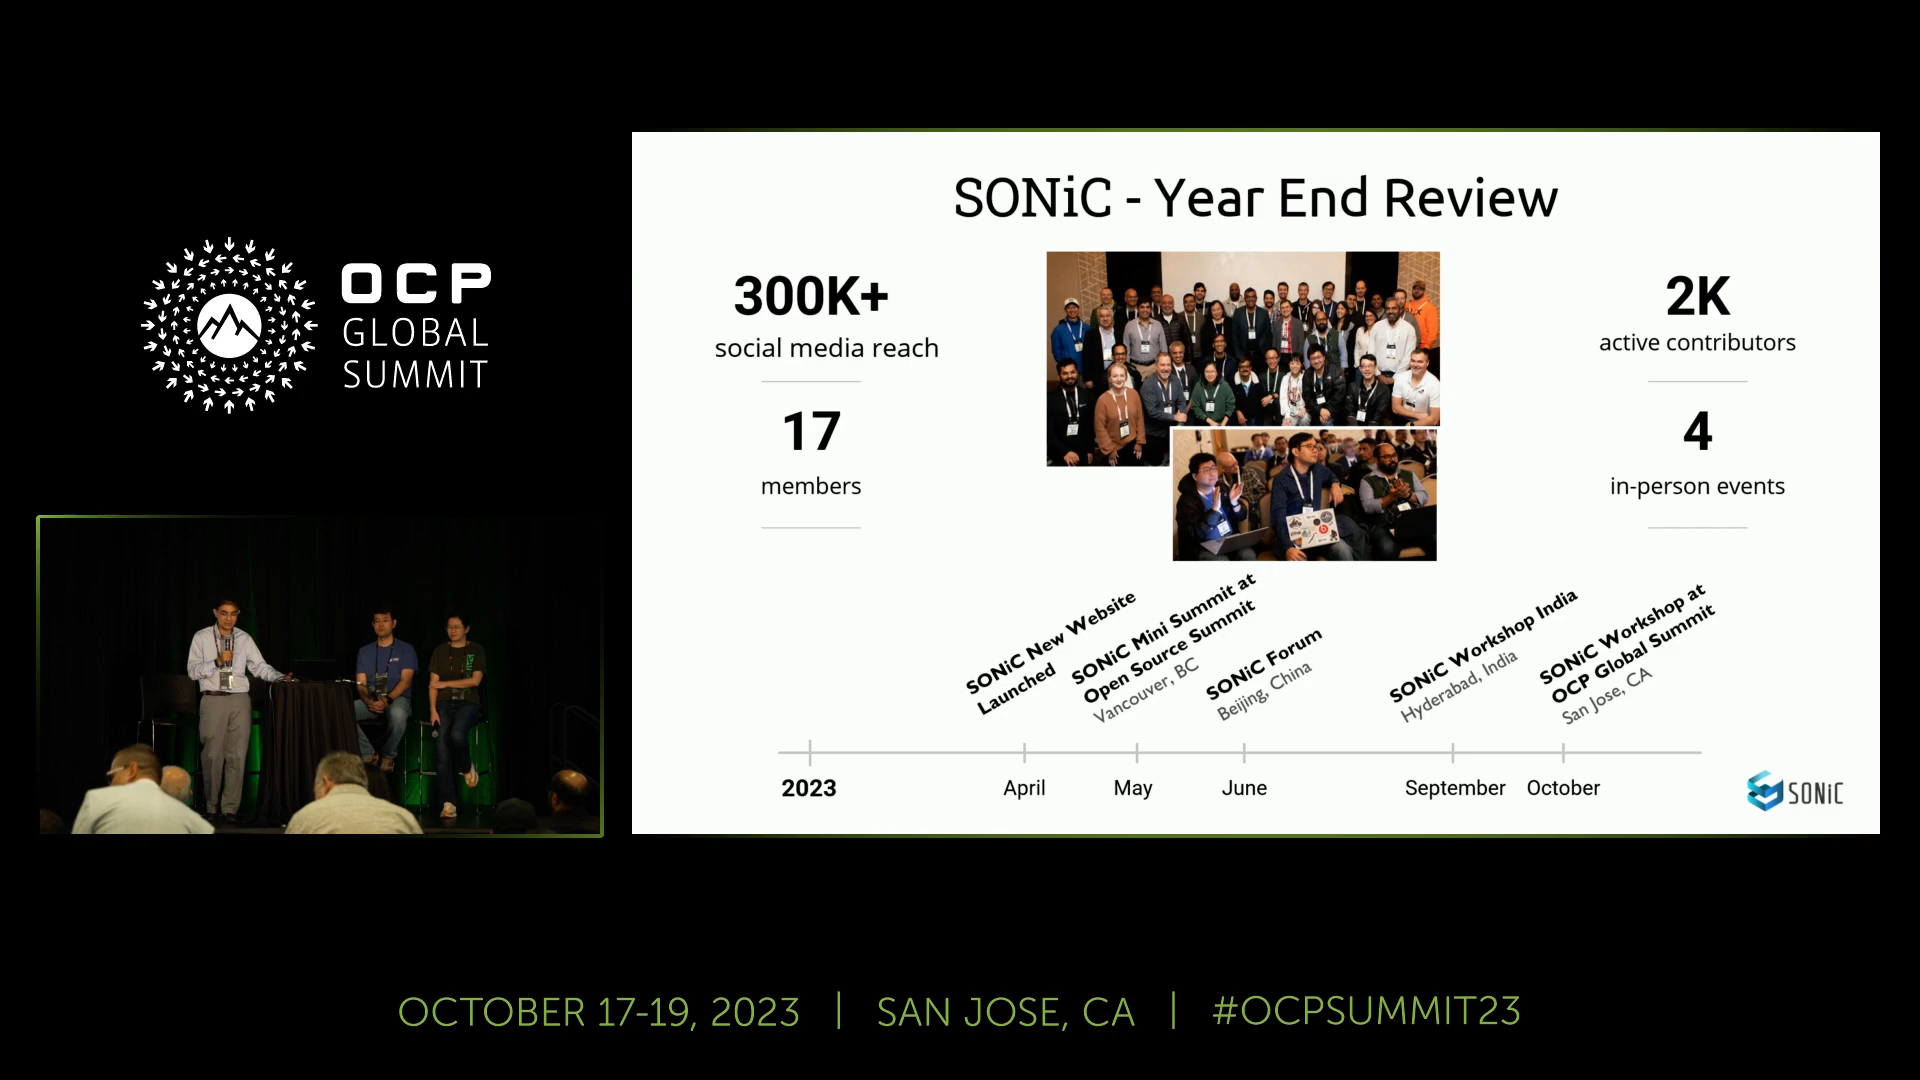 OCP
GLOBAL
SUMMIT
SONiC - Year End Review
300K+
social media reach
17
members
2K
active contributors
4
in-person events
SONiC New Website
Launched
SONiC Mini Summit at
Open Source Summit
Vancouver, BC
SONiC Forum
Beijing, China
SONiC Workshop India
Hyderabad, India
SONiC Workshop at
OCP Global Summit
San Jose, CA
2023
April
May
June
September
October
SONiC
OCTOBER 17-19, 2023 | SAN JOSE, CA | #OCPSUMMIT23